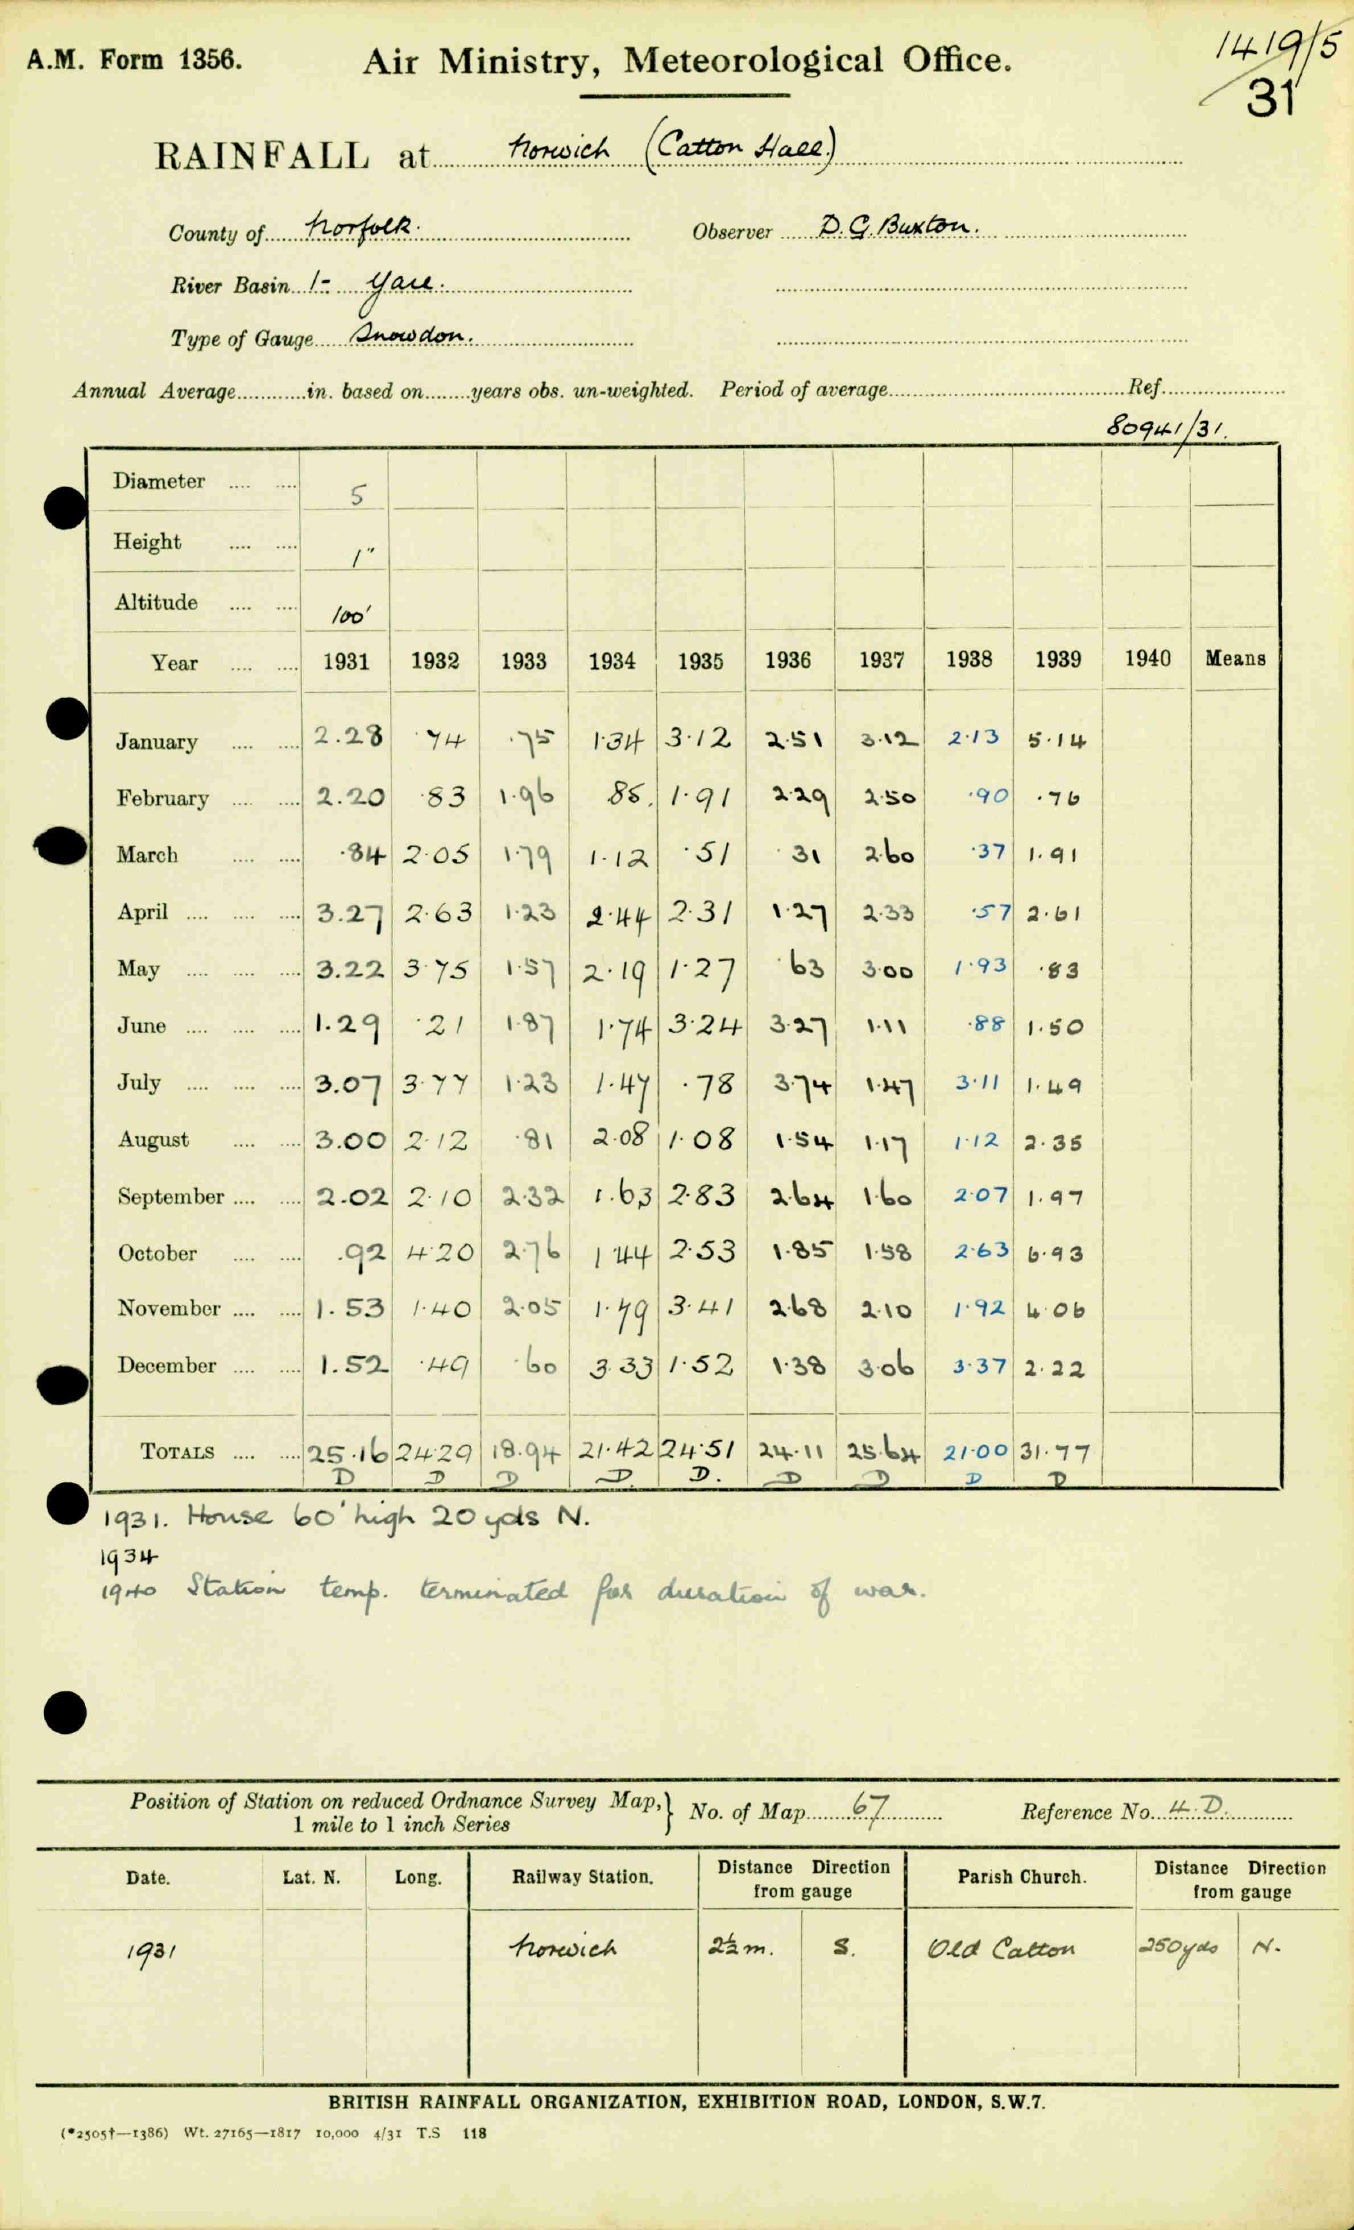 A.M. Form 1356.
Air Ministry, Meteorological Office.
1419/5
31
RAINFALL at Norwich (Catton Hall)
County of Norfolk. Observer D. G. Buxton.
River Basin 1- Yare.
Type of Gauge Snowdon.
Annual Average............in. based on........years obs. un-weighted. Period of average............Ref............
80941/31.
Diameter .... .... 5
Height .... .... 1"
Altitude .... .... 100'
Year .... .... 1931 1932 1933 1934 1935 1936 1937 1938 1939 1940 Means
January .... .... 2.28 ·74 ·75 1·34 3·12 2·51 3·12 2·13 5·14
February .... .... 2.20 ·83 1·96 85. 1·91 2·29 2·50 ·90 ·76
March .... .... ·84 2·05 1·79 1·12 ·51 ·31 2·60 ·37 1.91
April .... .... .... 3.27 2·63 1·23 2·44 2·31 1·27 2·33 ·57 2·61
May .... .... .... 3.22 3·75 1·57 2·19 1·27 ·63 3·00 1·93 ·83
June .... .... .... 1.29 ·21 1·87 1·74 3·24 3·27 1·11 ·88 1·50
July .... .... .... 3.07 3·77 1·23 1·47 ·78 3·74 1·47 3·11 1·49
August .... .... 3.00 2·12 ·81 2·08 1·08 1·54 1·17 1·12 2·35
September .... .... 2.02 2·10 2·32 1.63 2·83 2·64 1·60 2·07 1.97
October .... .... .92 4·20 2·76 1·44 2·53 1·85 1·58 2·63 6·93
November .... .... 1.53 1·40 2·05 1·79 3·41 2·68 2·10 1·92 4·06
December .... .... 1.52 ·49 ·60 3.33 1·52 1·38 3·06 3·37 2·22
TOTALS .... .... 25·16 24·29 18·94 21·42 24·51 24·11 25·64 21·00 31·77
D D D D. D. D D D D
1931. House 60' high 20 yds N.
1934
1940 Station temp. terminated for duration of war.
Position of Station on reduced Ordnance Survey Map, 1 mile to 1 inch Series } No. of Map 67 Reference No. 4. D.
Date. Lat. N. Long. Railway Station. Distance Direction from gauge Parish Church. Distance Direction from gauge
1931 Norwich 2½ m. S. Old Catton 250 yds N.
BRITISH RAINFALL ORGANIZATION, EXHIBITION ROAD, LONDON, S.W.7.
(*2505†—1386) Wt. 27165—1817 10,000 4/31 T.S 118